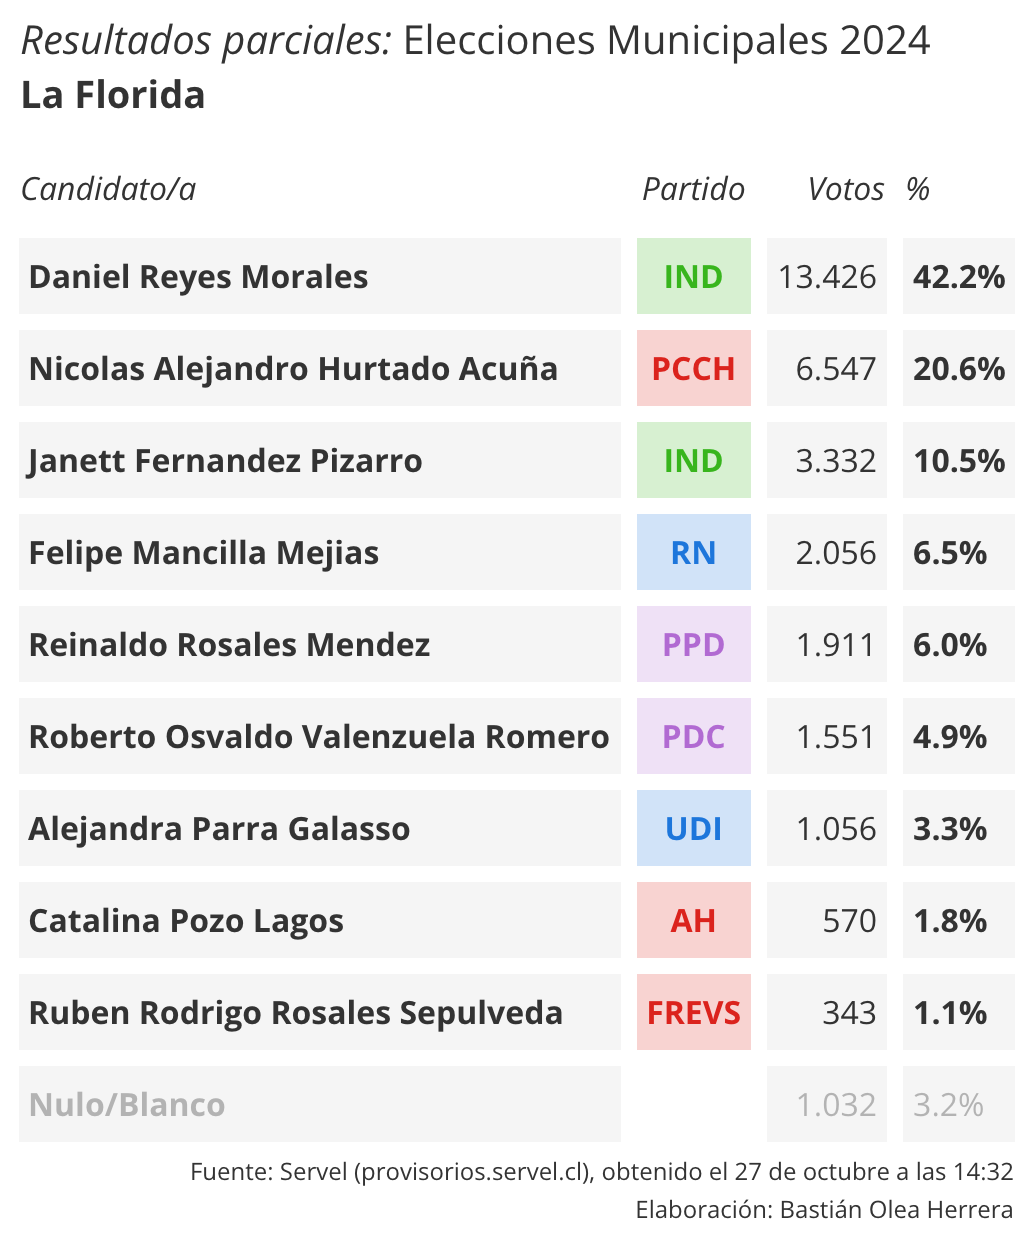 Resultados parciales: Elecciones Municipales 2024
La Florida
Candidato/a Partido Votos %
Daniel Reyes Morales IND 13.426 42.2%
Nicolas Alejandro Hurtado Acuña PCCH 6.547 20.6%
Janett Fernandez Pizarro IND 3.332 10.5%
Felipe Mancilla Mejias RN 2.056 6.5%
Reinaldo Rosales Mendez PPD 1.911 6.0%
Roberto Osvaldo Valenzuela Romero PDC 1.551 4.9%
Alejandra Parra Galasso UDI 1.056 3.3%
Catalina Pozo Lagos AH 570 1.8%
Ruben Rodrigo Rosales Sepulveda FREVS 343 1.1%
Nulo/Blanco 1.032 3.2%
Fuente: Servel (provisorios.servel.cl), obtenido el 27 de octubre a las 14:32
Elaboración: Bastián Olea Herrera